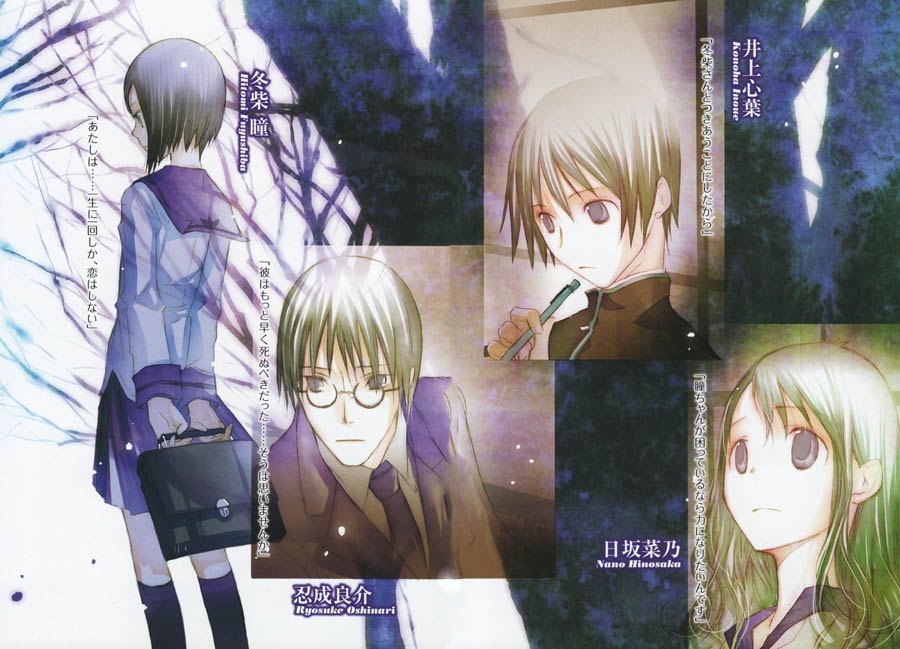 井上心葉
Konoha Inoue
「冬柴さんとつきあうことにしたから」
冬柴 瞳
Hitomi Fuyushiba
「あたしは……一生に一回しか、恋はしない」
「彼はもっと早く死ぬべきだった……そうは思いませんか」
忍成良介
Ryosuke Oshinari
「瞳ちゃんが困っているなら力になりたいんです」
日坂菜乃
Nano Hinosaka